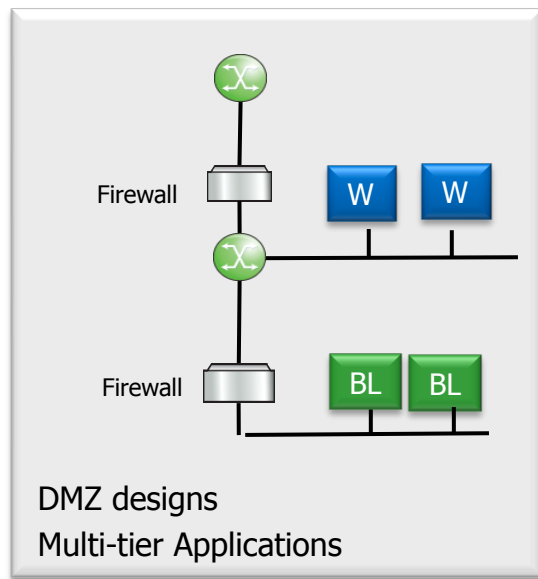 Firewall
W
W
Firewall
BL
BL
DMZ designs
Multi-tier Applications